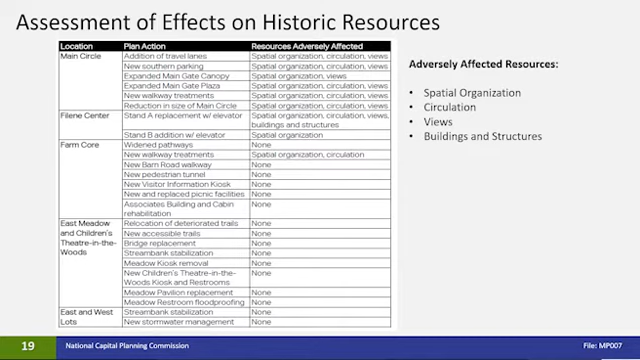 Assessment of Effects on Historic Resources
Location Plan Action Resources Adversely Affected
Main Circle Addition of travel lanes Spatial organization, circulation, views
New southern parking Spatial organization, circulation, views
Expanded Main Gate Canopy Spatial organization, views
Expanded Main Gate Plaza Spatial organization, circulation, views
New walkway treatments Spatial organization, circulation, views
Reduction in size of Main Circle Spatial organization, circulation, views
Filene Center Stand A replacement w/ elevator Spatial organization, circulation, views,
buildings and structures
Stand B addition w/ elevator Spatial organization
Farm Core Widened pathways None
New walkway treatments Spatial organization, circulation
New Barn Road walkway None
New pedestrian tunnel None
New Visitor Information Kiosk None
New and replaced picnic facilities None
Associates Building and Cabin None
rehabilitation
East Meadow Relocation of deteriorated trails None
and Children's New accessible trails None
Theatre-in-the- Bridge replacement None
Woods Streambank stabilization None
Meadow Kiosk removal None
New Children's Theatre-in-the- None
Woods Kiosk and Restrooms
Meadow Pavilion replacement None
Meadow Restroom floodproofing None
East and West Streambank stabilization None
Lots New stormwater management None
Adversely Affected Resources:
• Spatial Organization
• Circulation
• Views
• Buildings and Structures
19 National Capital Planning Commission File: MP007